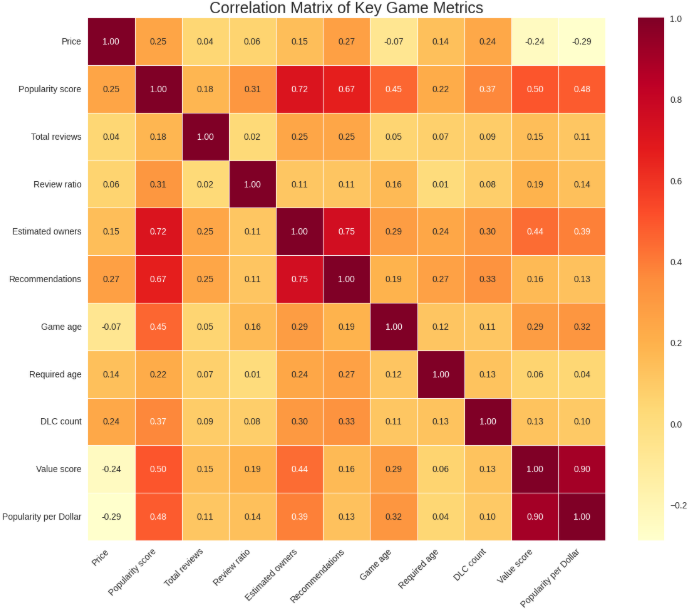 Correlation Matrix of Key Game Metrics
Price 1.00 0.25 0.04 0.06 0.15 0.27 -0.07 0.14 0.24 -0.24 -0.29
Popularity score 0.25 1.00 0.18 0.31 0.72 0.67 0.45 0.22 0.37 0.50 0.48
Total reviews 0.04 0.18 1.00 0.02 0.25 0.25 0.05 0.07 0.09 0.15 0.11
Review ratio 0.06 0.31 0.02 1.00 0.11 0.11 0.16 0.01 0.08 0.19 0.14
Estimated owners 0.15 0.72 0.25 0.11 1.00 0.75 0.29 0.24 0.30 0.44 0.39
Recommendations 0.27 0.67 0.25 0.11 0.75 1.00 0.19 0.27 0.33 0.16 0.13
Game age -0.07 0.45 0.05 0.16 0.29 0.19 1.00 0.12 0.11 0.29 0.32
Required age 0.14 0.22 0.07 0.01 0.24 0.27 0.12 1.00 0.13 0.06 0.04
DLC count 0.24 0.37 0.09 0.08 0.30 0.33 0.11 0.13 1.00 0.13 0.10
Value score -0.24 0.50 0.15 0.19 0.44 0.16 0.29 0.06 0.13 1.00 0.90
Popularity per Dollar -0.29 0.48 0.11 0.14 0.39 0.13 0.32 0.04 0.10 0.90 1.00
Price
Popularity score
Total reviews
Review ratio
Estimated owners
Recommendations
Game age
Required age
DLC count
Value score
Popularity per Dollar
1.0
0.8
0.6
0.4
0.2
0.0
−0.2